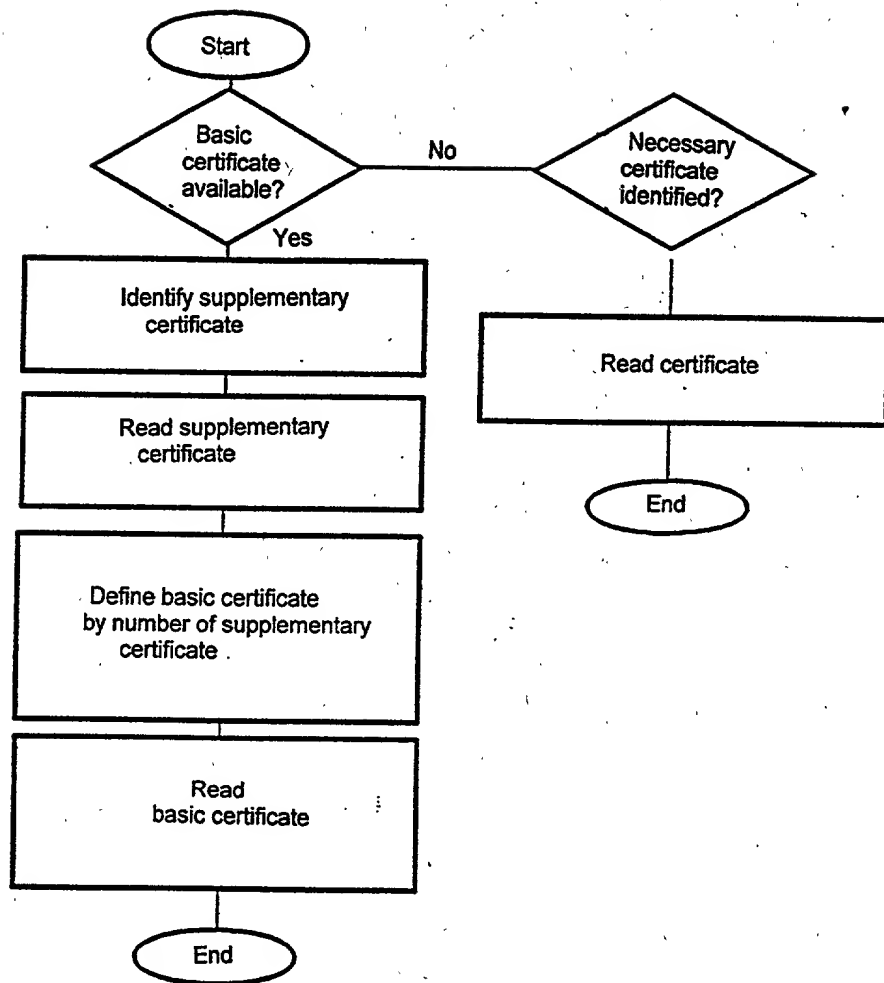 Start
Basic
certificate
available?
No
Necessary
certificate
identified?
Yes
Identify supplementary
certificate
Read certificate
Read supplementary
certificate
End
Define basic certificate
by number of supplementary
certificate
Read
basic certificate
End